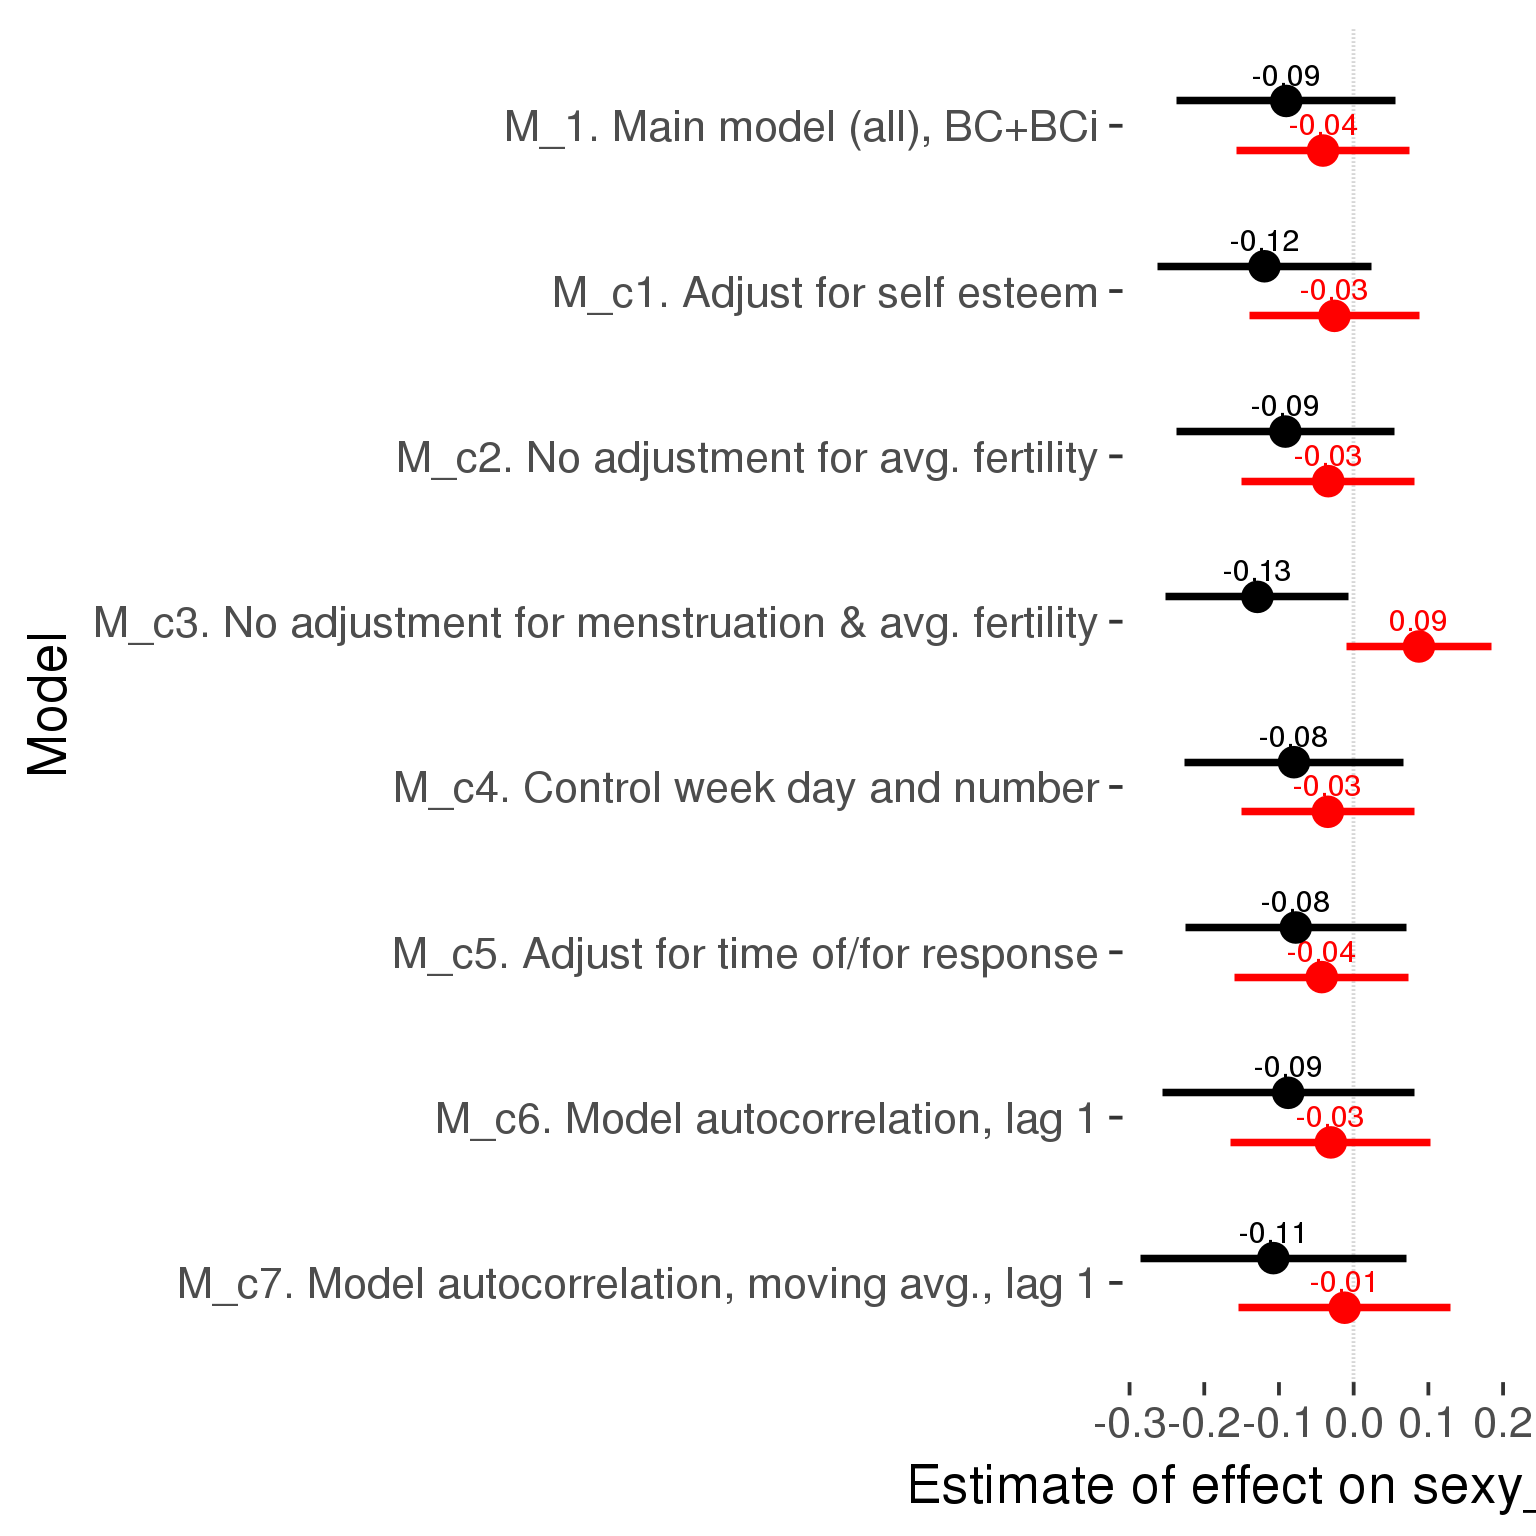 -0.09
M_1. Main model (all), BC+BCi
-0.04
-0.12
M_c1. Adjust for self esteem
-0.03
-0.09
M_c2. No adjustment for avg. fertility
-0.03
-0.13
M_c3. No adjustment for menstruation & avg. fertility
0.09
Model
-0.08
M_c4. Control week day and number
-0.03
-0.08
M_c5. Adjust for time of/for response
-0.04
-0.09
M_c6. Model autocorrelation, lag 1
-0.03
-0.11
M_c7. Model autocorrelation, moving avg., lag 1
-0.01
-0.3 -0.2 -0.1 0.0 0.1 0.2
Estimate of effect on sexy_